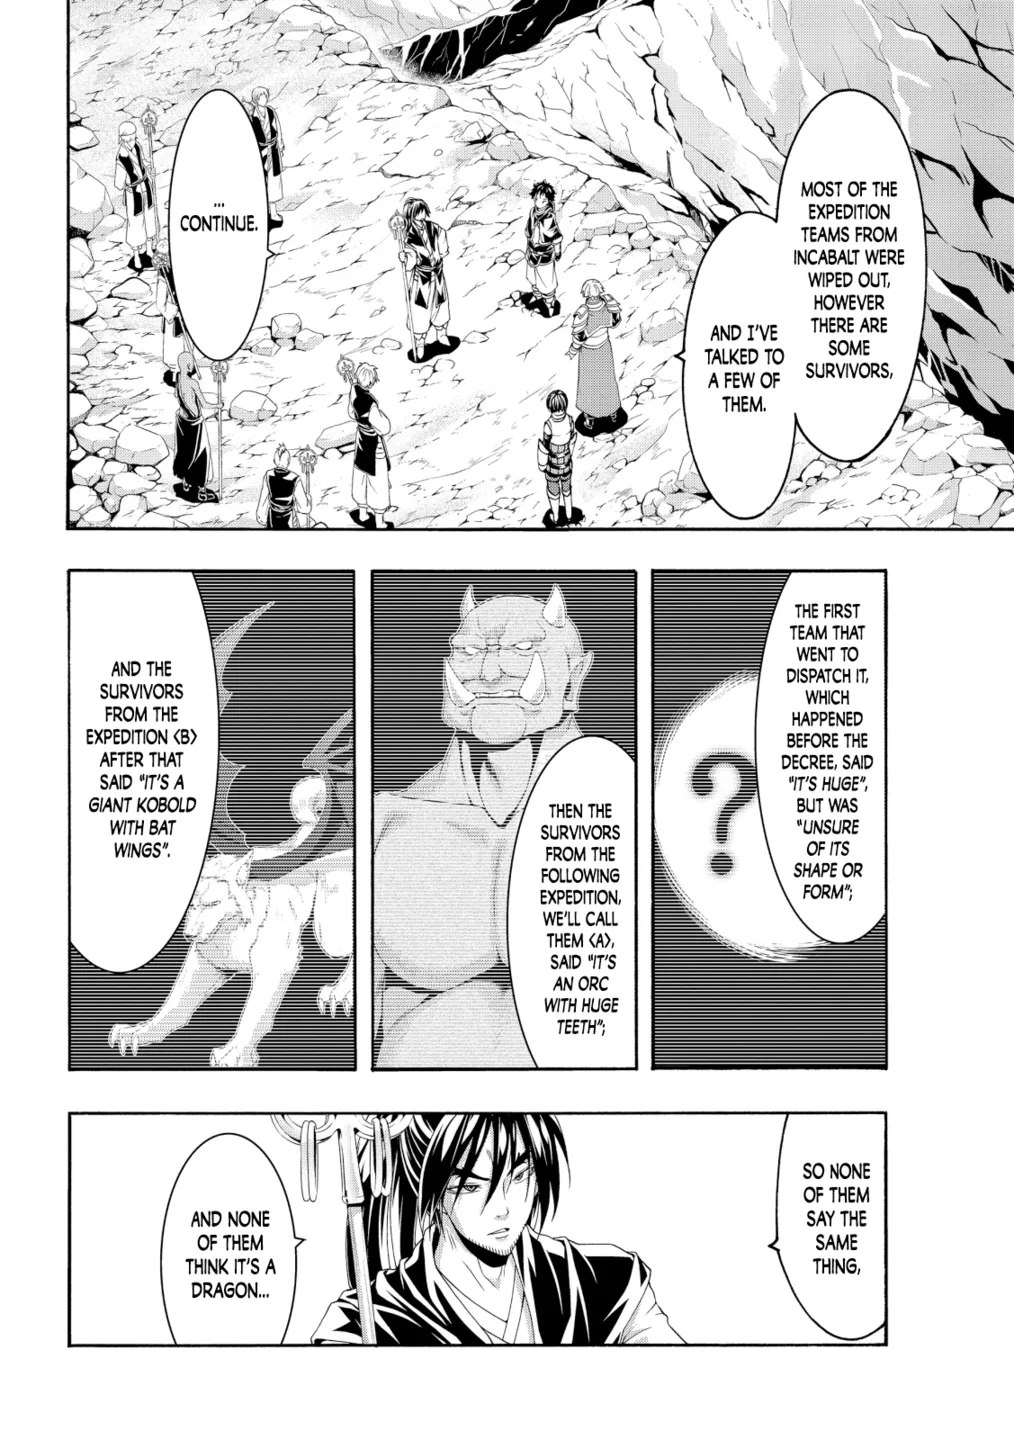 MOST OF THE
EXPEDITION
TEAMS FROM
INCABALT WERE
WIPED OUT,
HOWEVER
THERE ARE
SOME
SURVIVORS,
AND I'VE
TALKED TO
A FEW OF
THEM.
...
CONTINUE.
THE FIRST
TEAM THAT
WENT TO
DISPATCH IT,
WHICH
HAPPENED
BEFORE THE
DECREE, SAID
"IT'S HUGE",
BUT WAS
"UNSURE
OF ITS
SHAPE OR
FORM";
?
THEN THE
SURVIVORS
FROM THE
FOLLOWING
EXPEDITION,
WE'LL CALL
THEM <A>,
SAID "IT'S
AN ORC
WITH HUGE
TEETH";
AND THE
SURVIVORS
FROM THE
EXPEDITION <B>
AFTER THAT
SAID "IT'S A
GIANT KOBOLD
WITH BAT
WINGS".
SO NONE
OF THEM
SAY THE
SAME
THING,
AND NONE
OF THEM
THINK IT'S A
DRAGON...